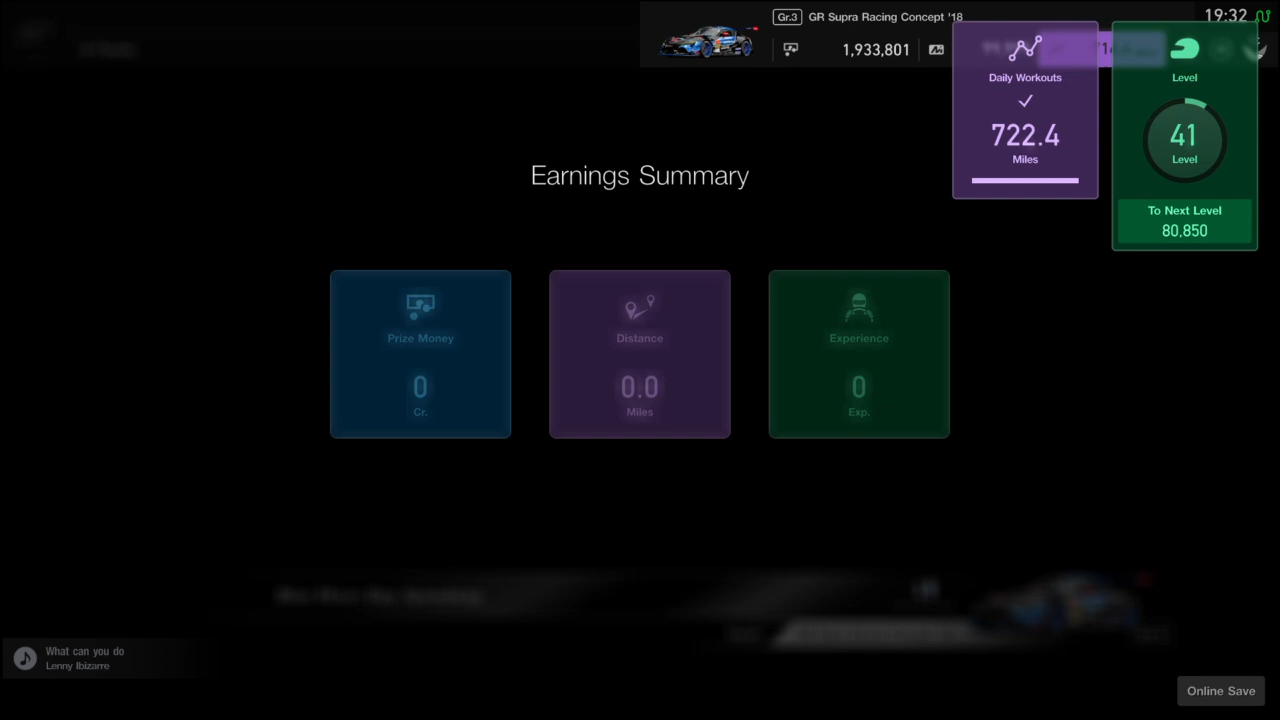 Gr.3 GR Supra Racing Concept '18
19:32
1,933,801
Daily Workouts
722.4
Miles
Level
41
Level
To Next Level
80,850
Earnings Summary
Prize Money
0
Cr.
Distance
0.0
Miles
Experience
0
Exp.
What can you do
Lenny Ibizarre
Online Save